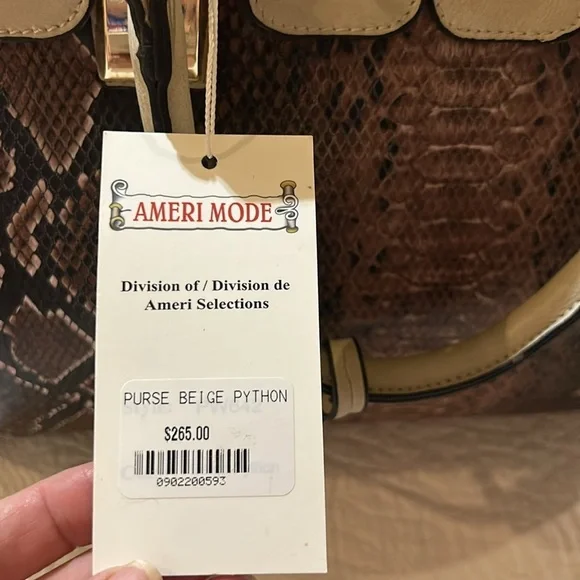 AMERI MODE
Division of / Division de
Ameri Selections
PURSE BEIGE PYTHON
$265.00
0902200593